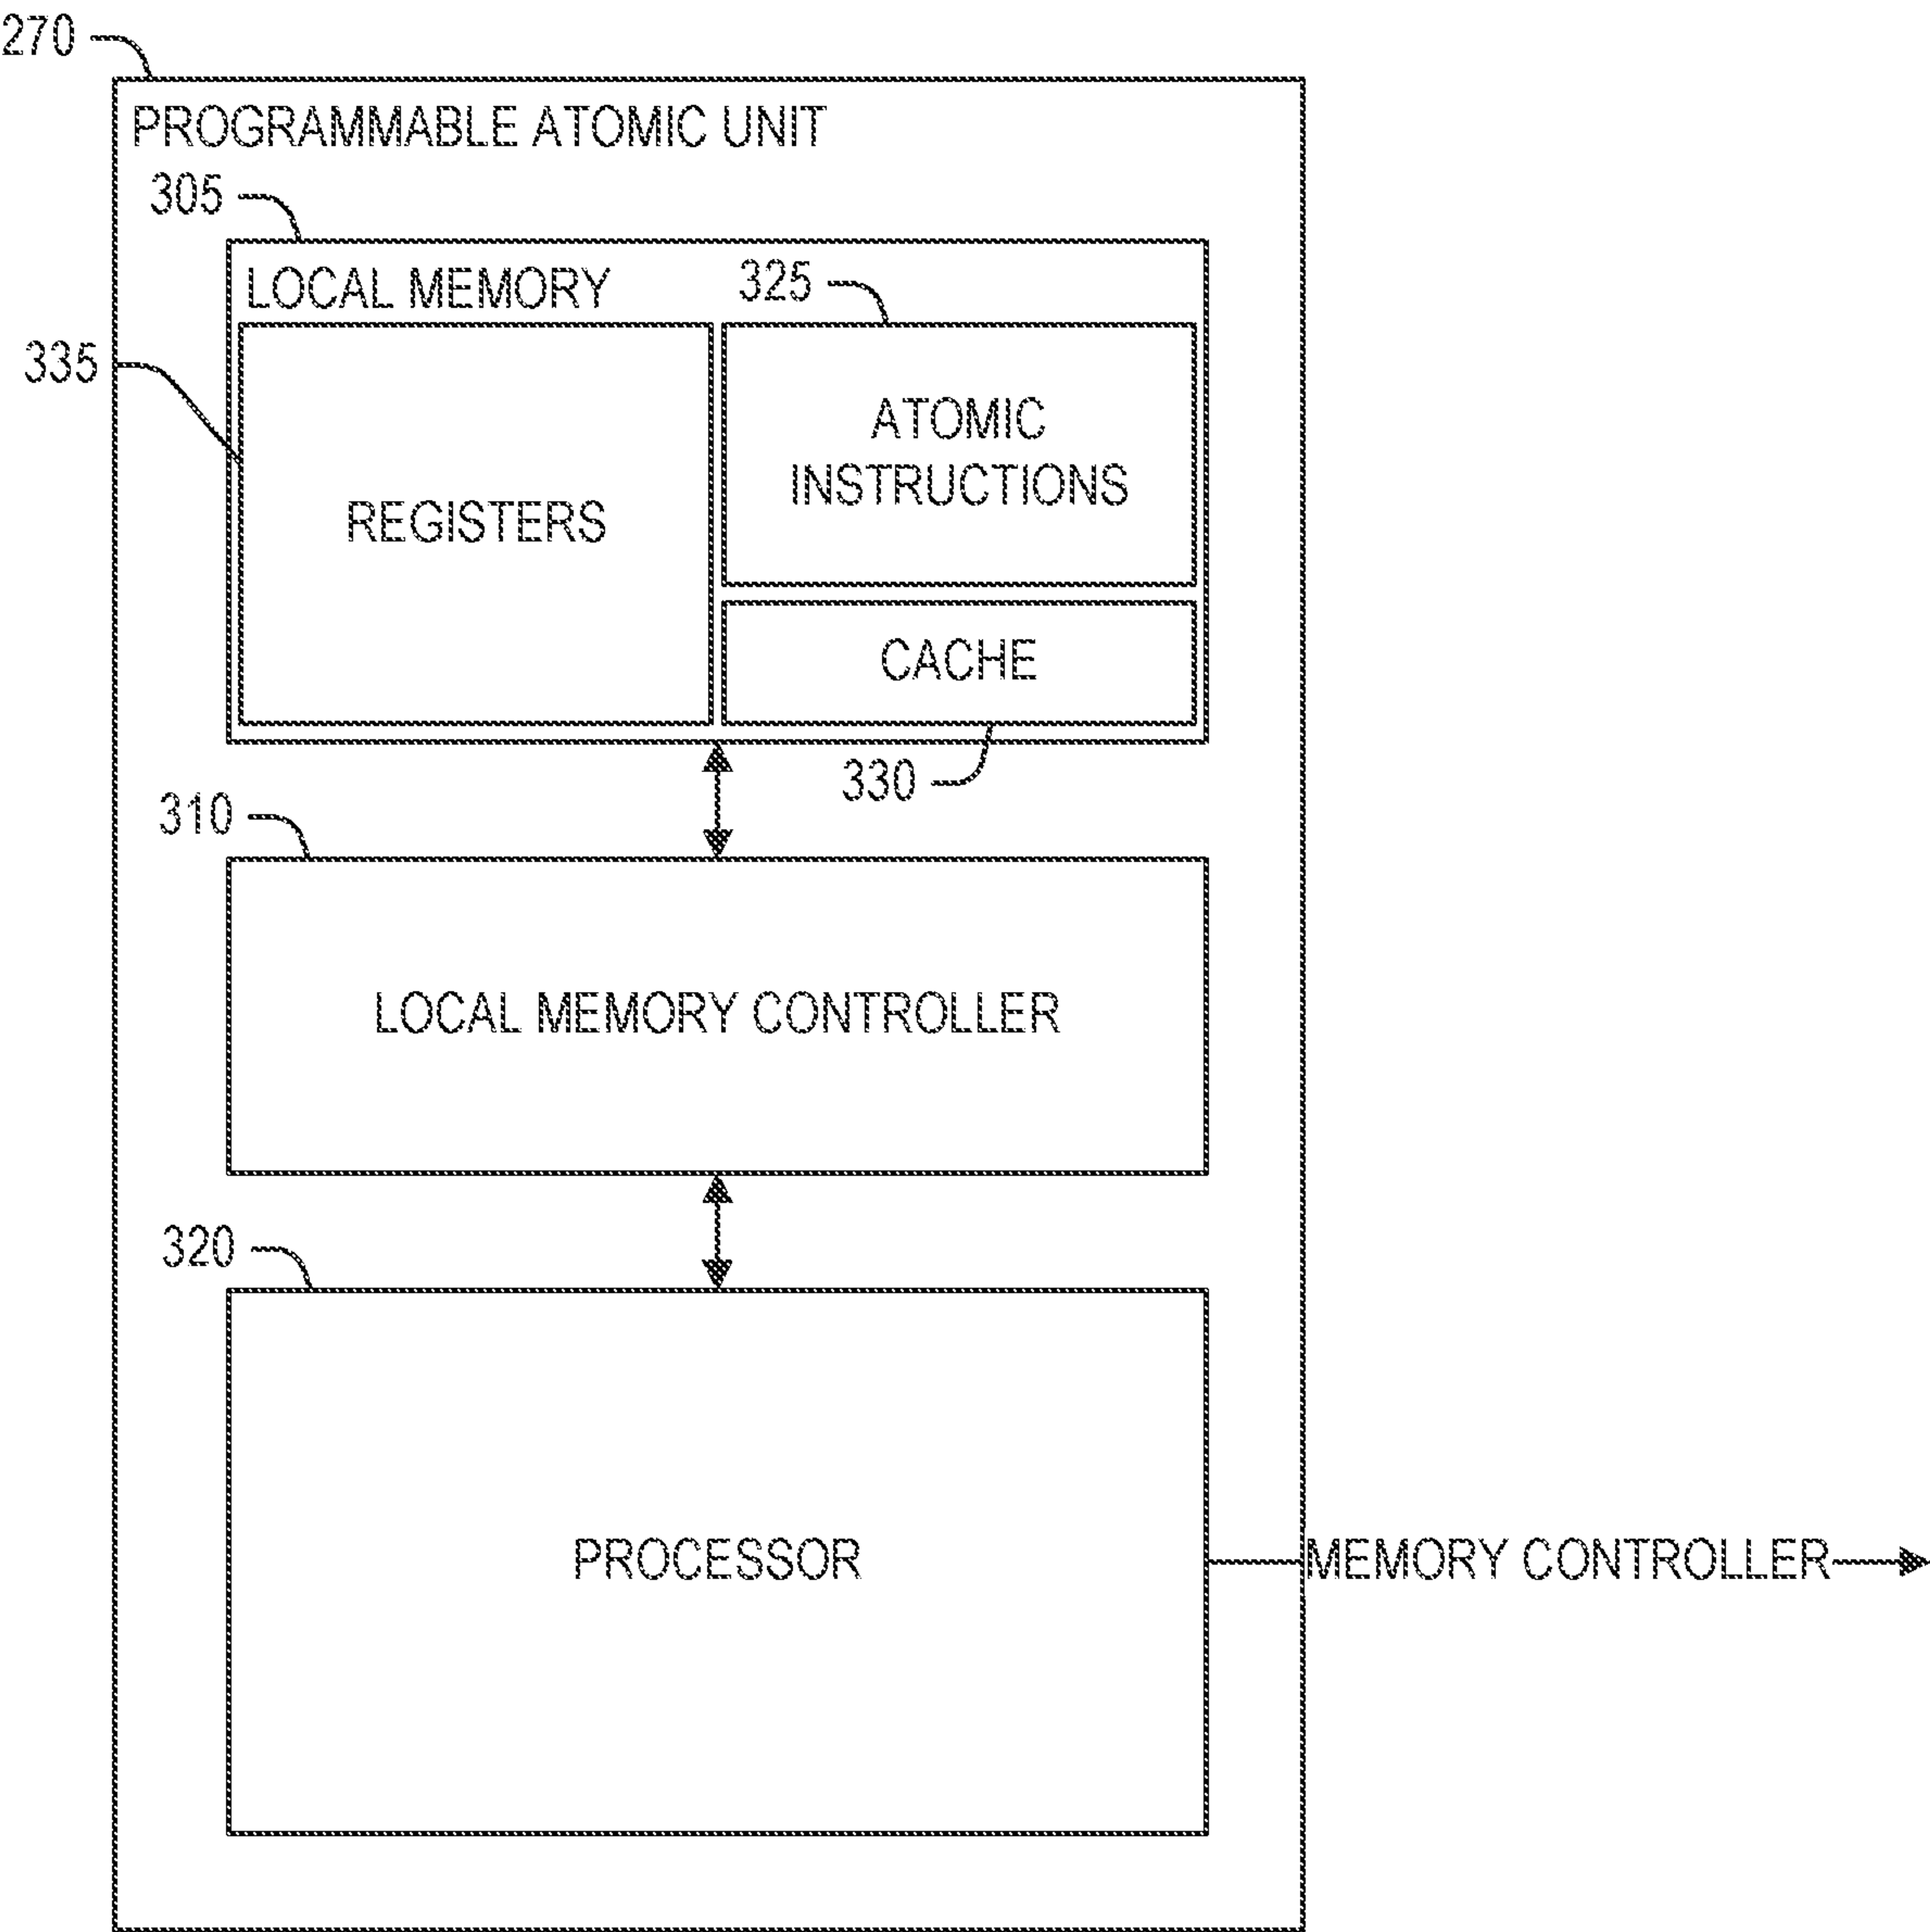 270
PROGRAMMABLE ATOMIC UNIT
305
LOCAL MEMORY
325
335
ATOMIC
INSTRUCTIONS
REGISTERS
CACHE
330
310
LOCAL MEMORY CONTROLLER
320
PROCESSOR
MEMORY CONTROLLER